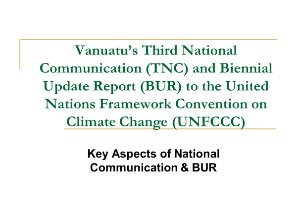 Vanuatu's Third National
Communication (TNC) and Biennial
Update Report (BUR) to the United
Nations Framework Convention on
Climate Change (UNFCCC)
Key Aspects of National
Communication & BUR